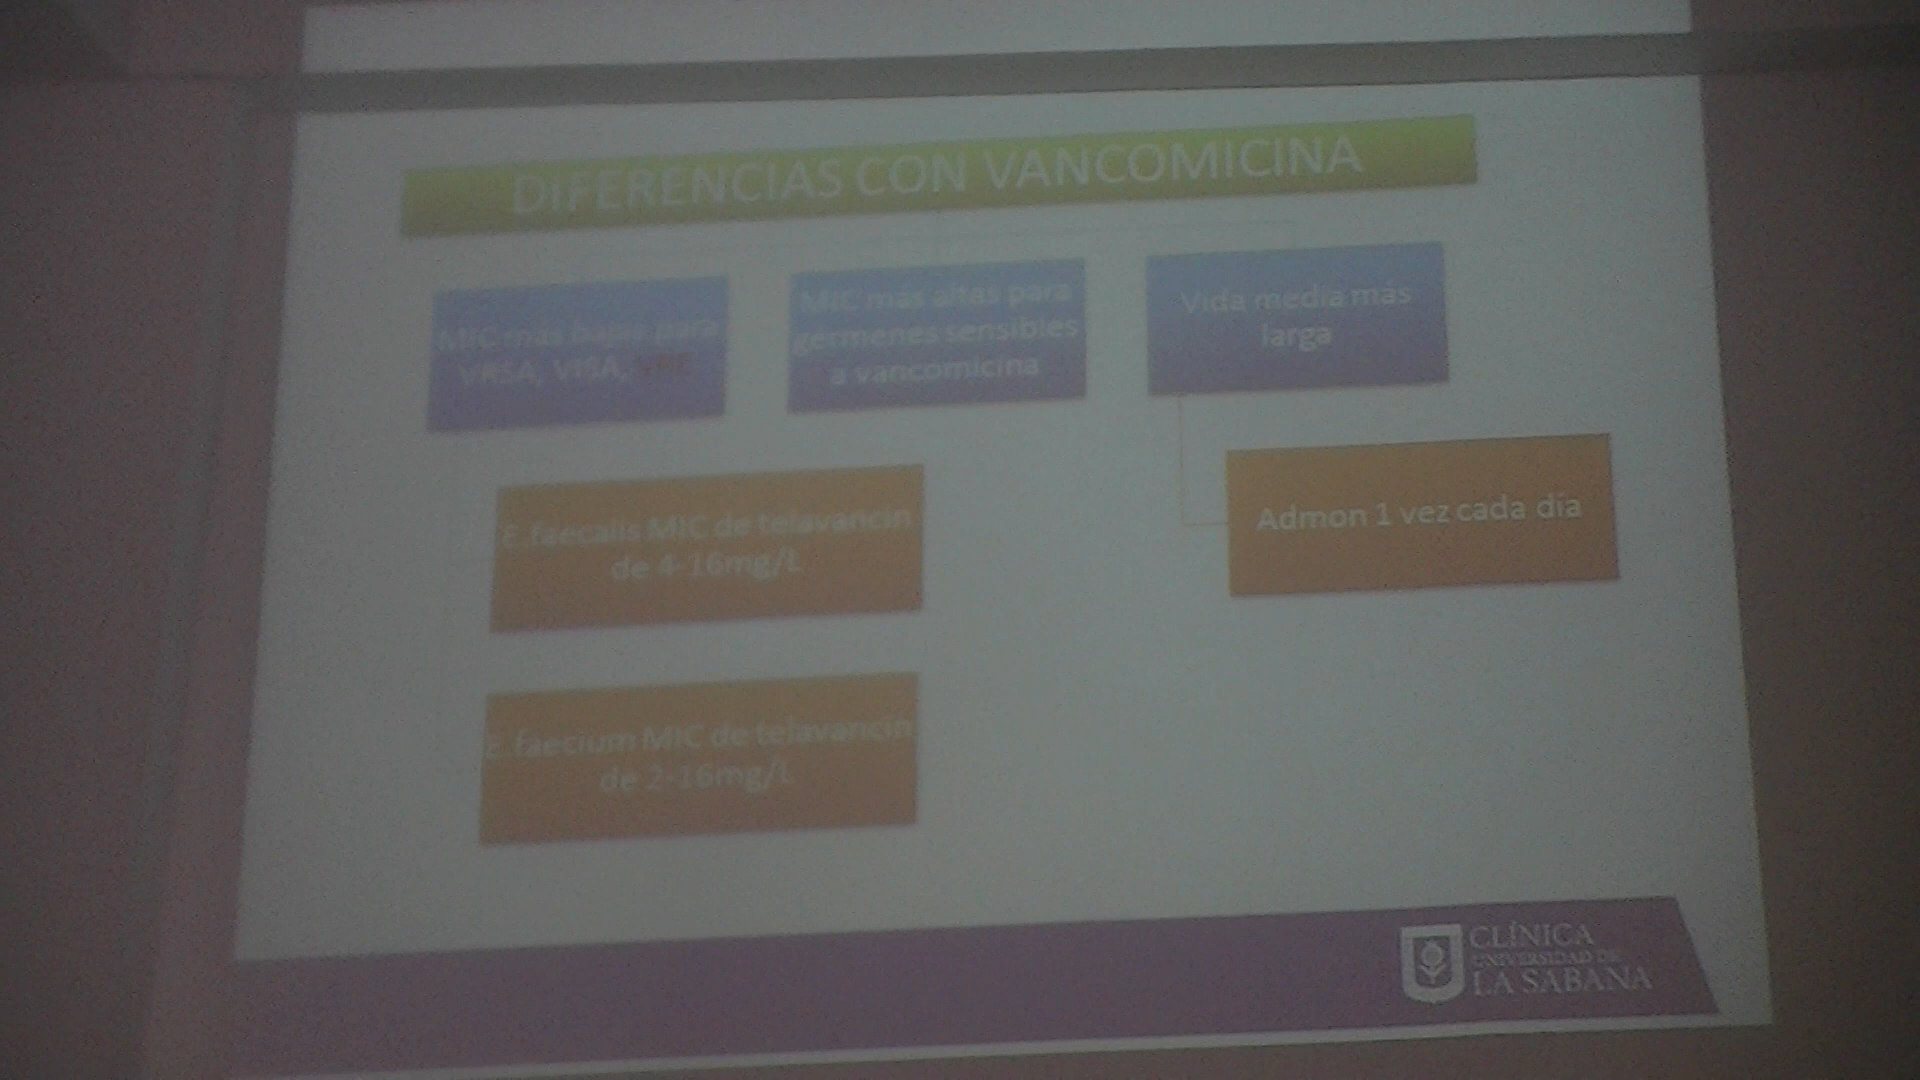 DIFERENCIAS CON VANCOMICINA
MIC más bajas para
VRSA, VISA, VRE
MIC más altas para
germenes sensibles
a vancomicina
Vida media más
larga
E. faecalis MIC de telavancin
de 4-16mg/L
Admon 1 vez cada día
E. faecium MIC de telavancin
de 2-16mg/L
CLÍNICA
UNIVERSIDAD DE
LA SABANA